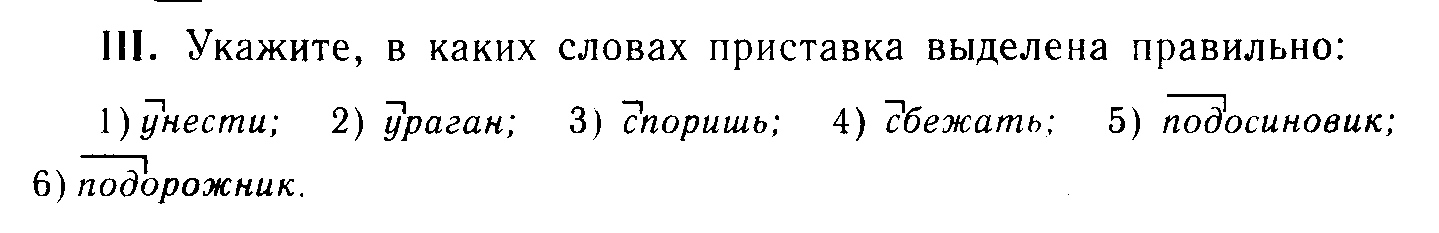 III. Укажите, в каких словах приставка выделена правильно:
1) унести; 2) ураган; 3) споришь; 4) сбежать; 5) подосиновик;
6) подорожник.